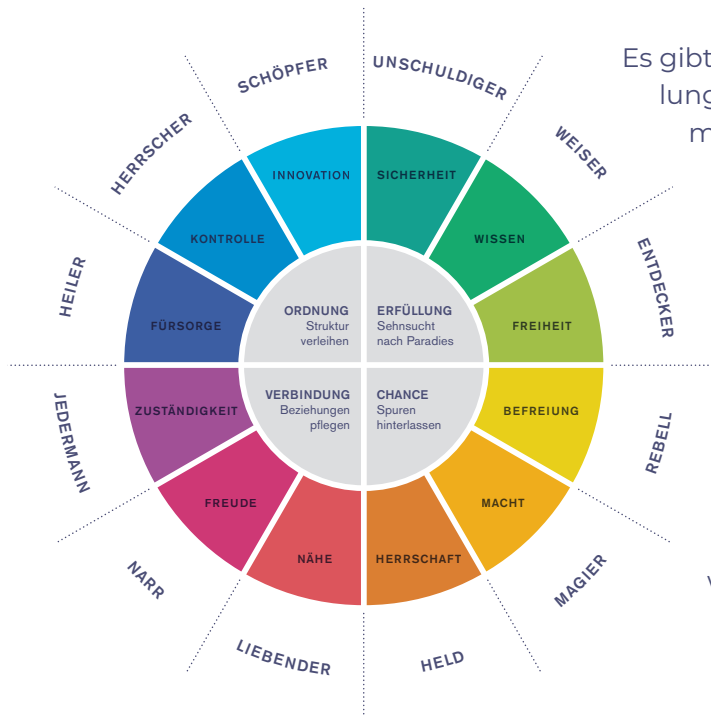 Es gibt
lung
m
SCHÖPFER
UNSCHULDIGER
HERRSCHER
WEISER
INNOVATION
SICHERHEIT
KONTROLLE
WISSEN
HEILER
ENTDECKER
FÜRSORGE
FREIHEIT
ORDNUNG
Struktur
verleihen
ERFÜLLUNG
Sehnsucht
nach Paradies
VERBINDUNG
Beziehungen
pflegen
CHANCE
Spuren
hinterlassen
ZUSTÄNDIGKEIT
BEFREIUNG
JEDERMANN
REBELL
FREUDE
MACHT
NÄHE
HERRSCHAFT
NARR
MAGIER
LIEBENDER
HELD